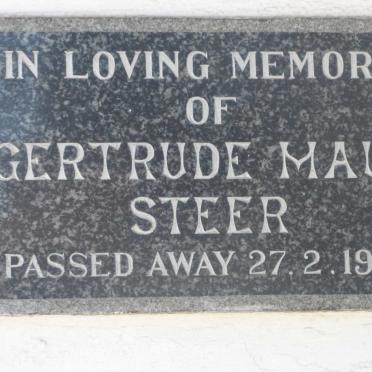 IN LOVING MEMOR
OF
GERTRUDE MAU
STEER
PASSED AWAY 27.2.19